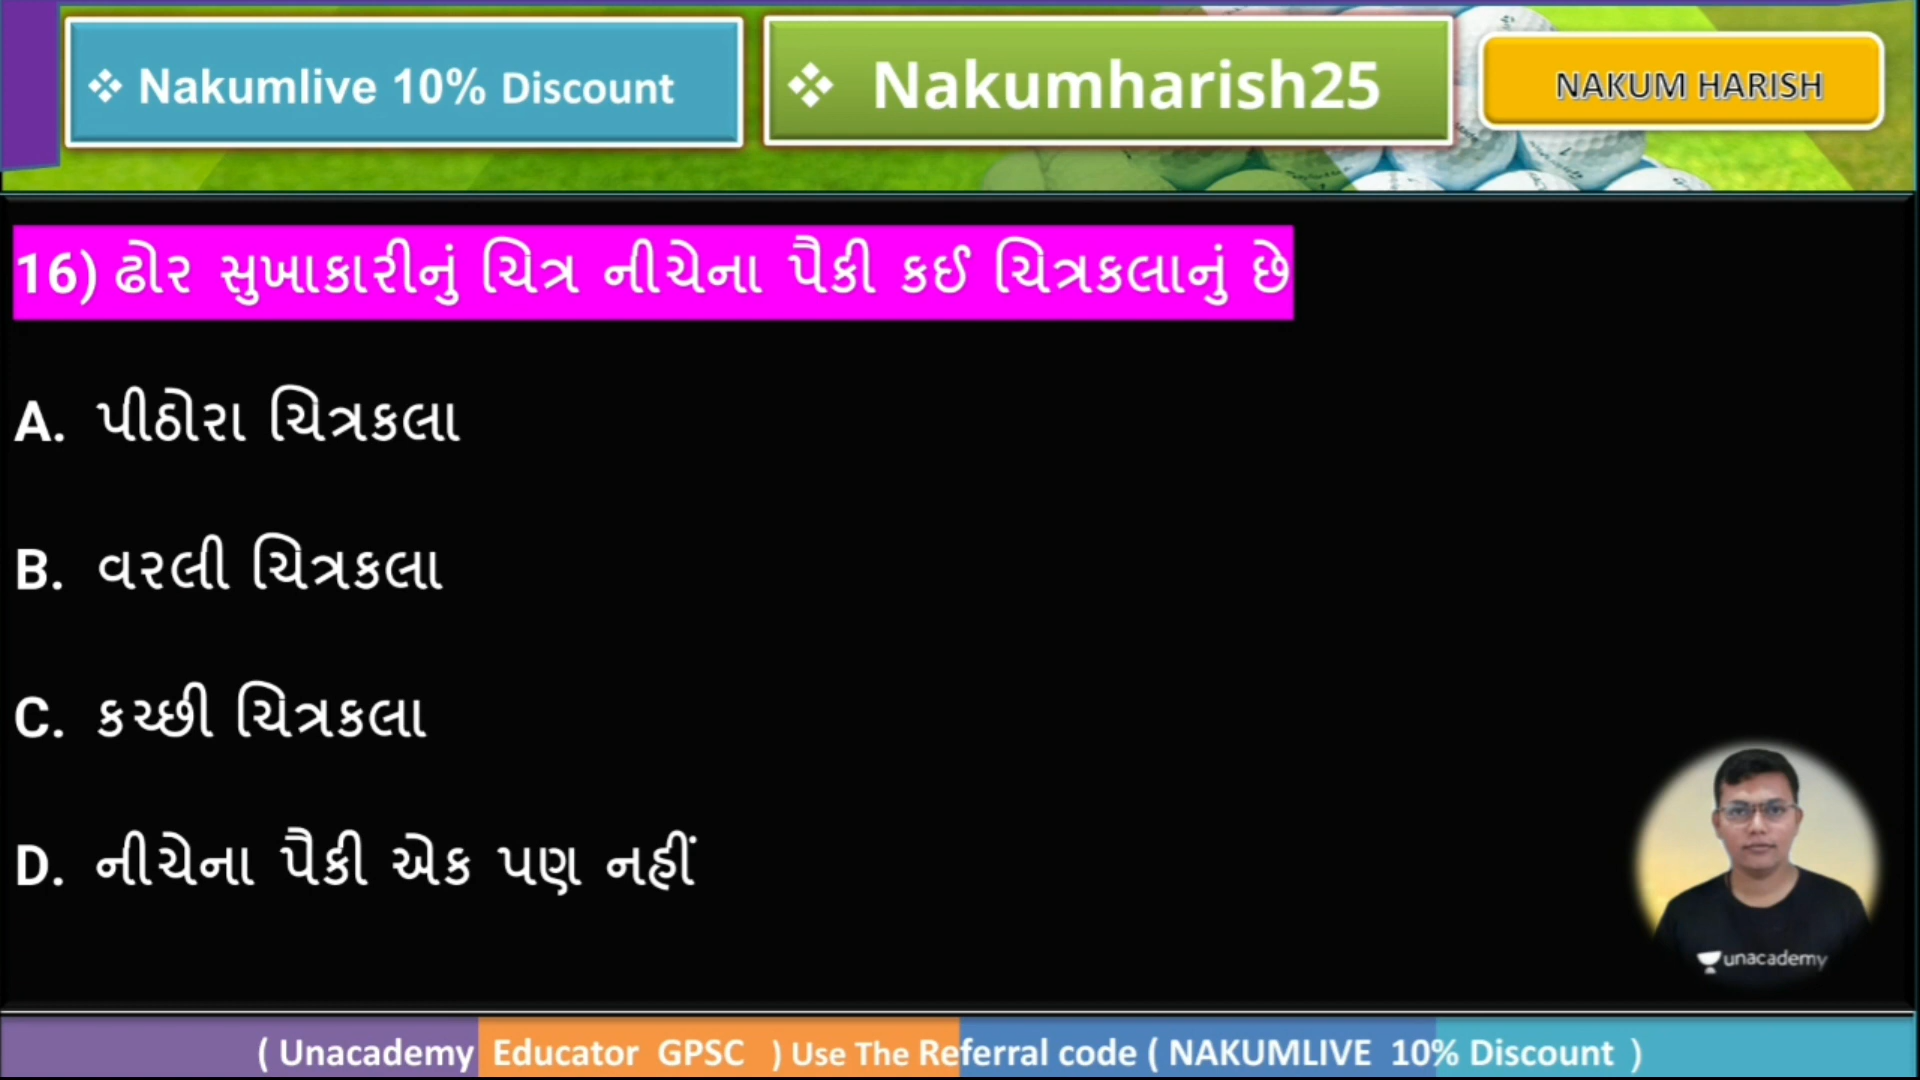 ❖ Nakumlive 10% Discount
❖ Nakumharish25
NAKUM HARISH
16) ઢોર સુખાકારીનું ચિત્ર નીચેના પૈકી કઈ ચિત્રકલાનું છે
A. પીઠોરા ચિત્રકલા
B. વરલી ચિત્રકલા
C. કચ્છી ચિત્રકલા
D. નીચેના પૈકી એક પણ નહીં
unacademy
( Unacademy Educator GPSC ) Use The Referral code ( NAKUMLIVE 10% Discount )